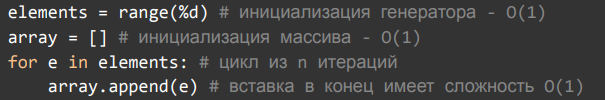 elements = range(%d) # инициализация генератора - O(1)
array = [] # инициализация массива - O(1)
for e in elements: # цикл из n итераций
    array.append(e) # вставка в конец имеет сложность O(1)